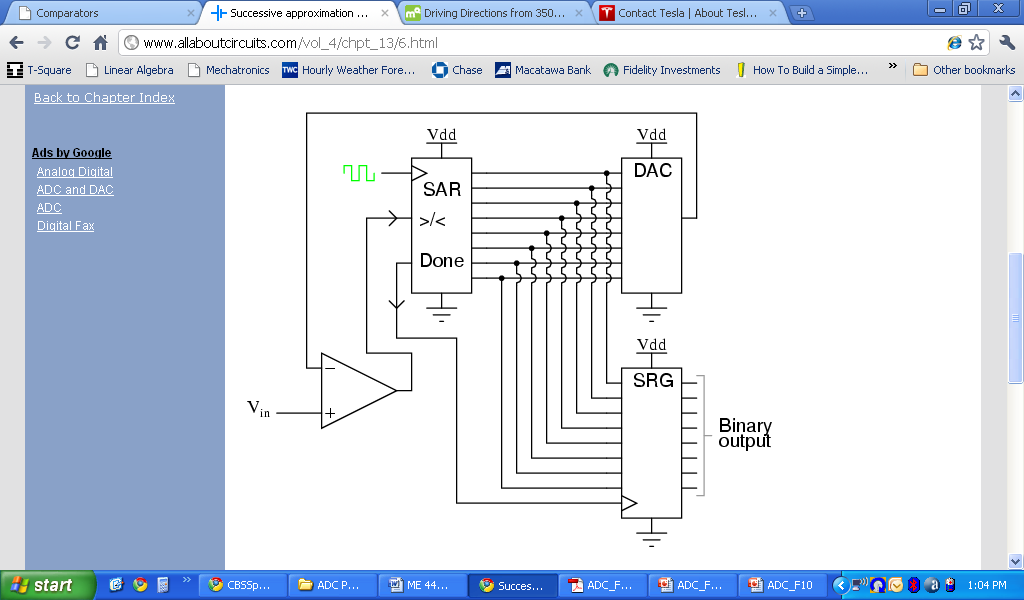 Comparators
Successive approximation ...
Driving Directions from 350...
Contact Tesla | About Tesl...
www.allaboutcircuits.com/vol_4/chpt_13/6.html
T-Square
Linear Algebra
Mechatronics
TWC Hourly Weather Fore...
Chase
Macatawa Bank
Fidelity Investments
How To Build a Simple...
»
Other bookmarks
Back to Chapter Index
Ads by Google
Analog Digital
ADC and DAC
ADC
Digital Fax
Vdd
Vdd
SAR
DAC
>/<
Done
Vdd
SRG
Vin
−
+
Binary
output
start
»
CBSSp...
ADC P...
ME 44...
Succes...
ADC_F...
ADC_F...
ADC_F10
1:04 PM